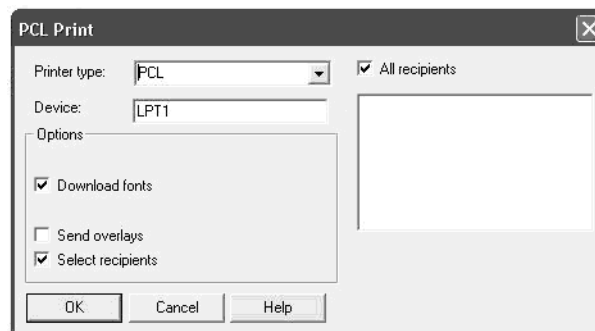 PCL Print
Printer type: PCL
All recipients
Device: LPT1
Options
Download fonts
Send overlays
Select recipients
OK Cancel Help